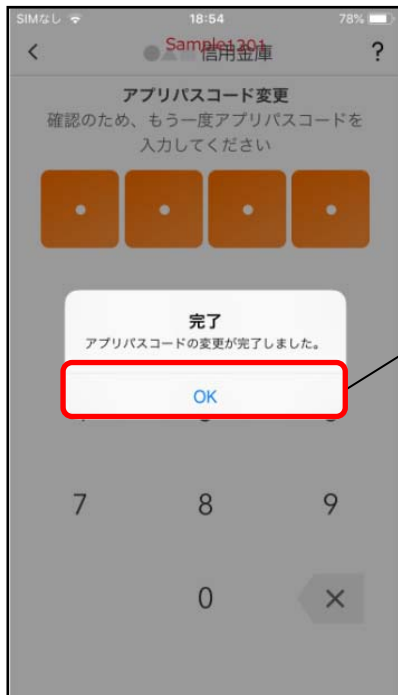 SIMなし 18:54 78%
< ●▲■信用金庫 ?
Sample1201
アプリパスコード変更
確認のため、もう一度アプリパスコードを
入力してください
完了
アプリパスコードの変更が完了しました。
OK
7 8 9
0 ×